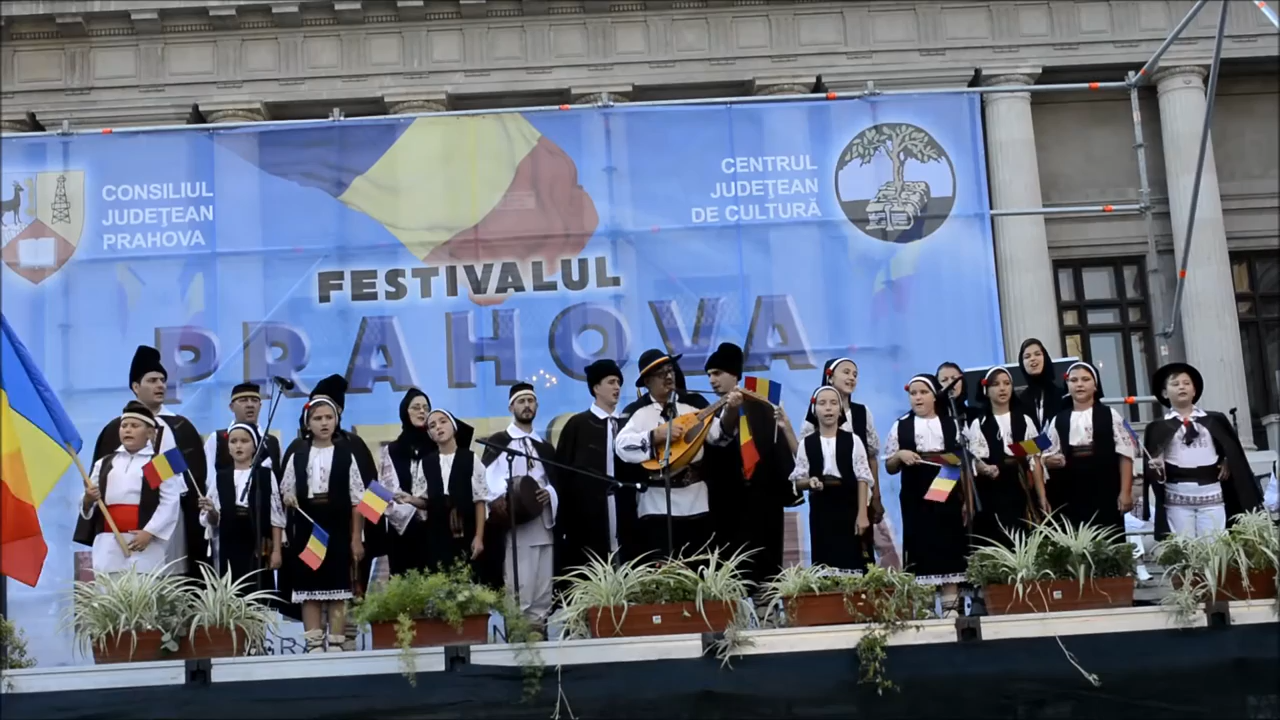 CONSILIUL
JUDEȚEAN
PRAHOVA
CENTRUL
JUDEȚEAN
DE CULTURĂ
FESTIVALUL
PRAHOVA